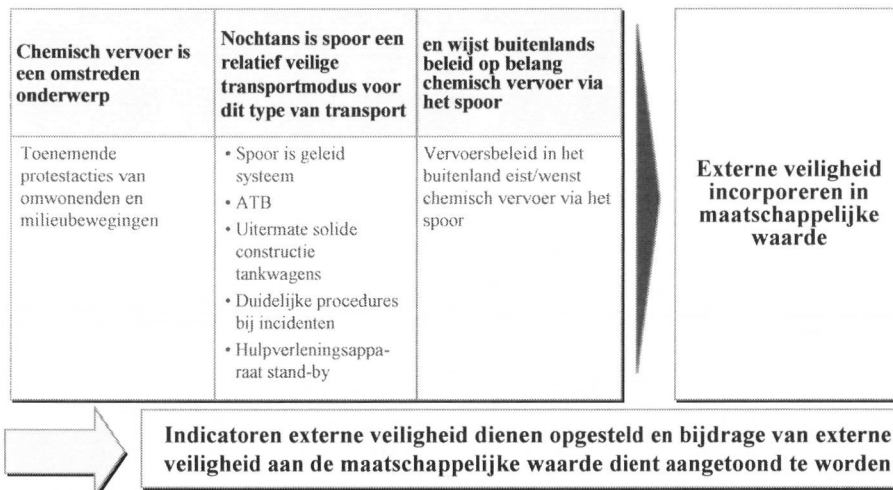 Chemisch vervoer is
een omstreden
onderwerp
Nochtans is spoor een
relatief veilige
transportmodus voor
dit type van transport
en wijst buitenlands
beleid op belang
chemisch vervoer via
het spoor
Toenemende
protestacties van
omwonenden en
milieubewegingen
• Spoor is geleid
systeem
• ATB
• Uitermate solide
constructie
tankwagens
• Duidelijke procedures
bij incidenten
• Hulpverleningsappa-
raat stand-by
Vervoersbeleid in het
buitenland eist/wenst
chemisch vervoer via het
spoor
Externe veiligheid
incorporeren in
maatschappelijke
waarde
Indicatoren externe veiligheid dienen opgesteld en bijdrage van externe
veiligheid aan de maatschappelijke waarde dient aangetoond te worden